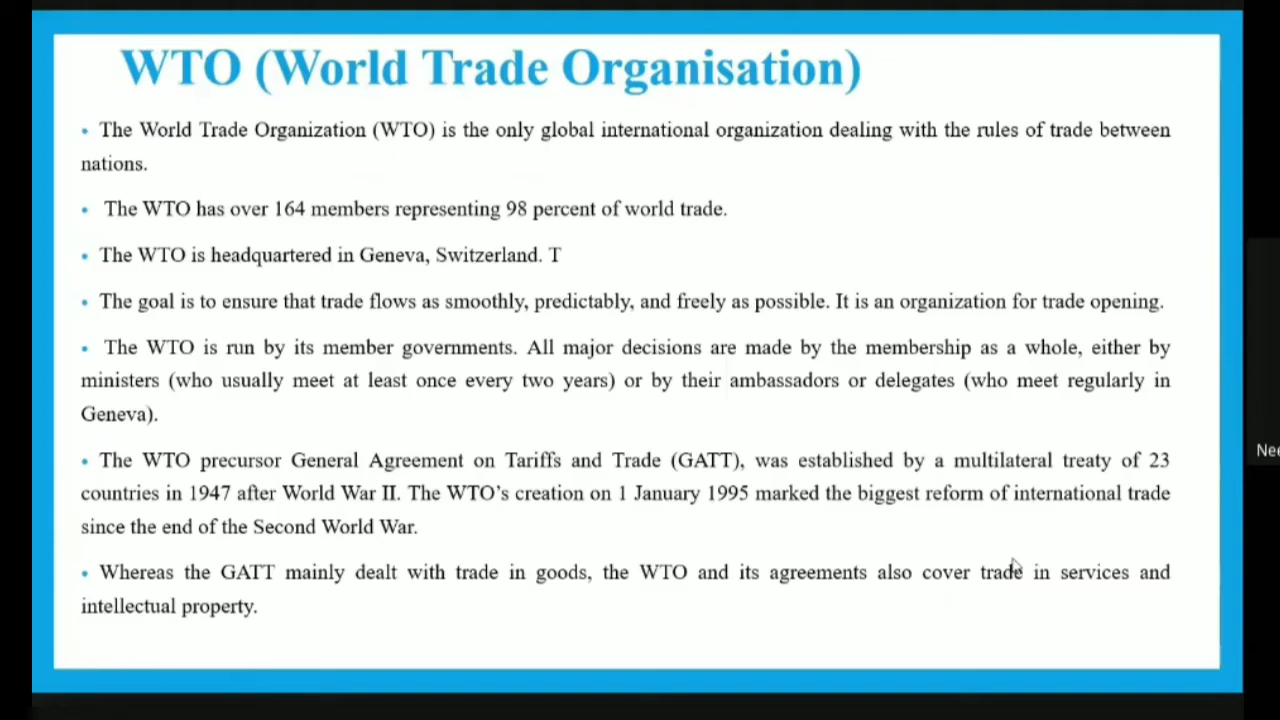 WTO (World Trade Organisation)
• The World Trade Organization (WTO) is the only global international organization dealing with the rules of trade between
nations.
• The WTO has over 164 members representing 98 percent of world trade.
• The WTO is headquartered in Geneva, Switzerland. T
• The goal is to ensure that trade flows as smoothly, predictably, and freely as possible. It is an organization for trade opening.
• The WTO is run by its member governments. All major decisions are made by the membership as a whole, either by
ministers (who usually meet at least once every two years) or by their ambassadors or delegates (who meet regularly in
Geneva).
• The WTO precursor General Agreement on Tariffs and Trade (GATT), was established by a multilateral treaty of 23
countries in 1947 after World War II. The WTO's creation on 1 January 1995 marked the biggest reform of international trade
since the end of the Second World War.
• Whereas the GATT mainly dealt with trade in goods, the WTO and its agreements also cover trade in services and
intellectual property.
Nee